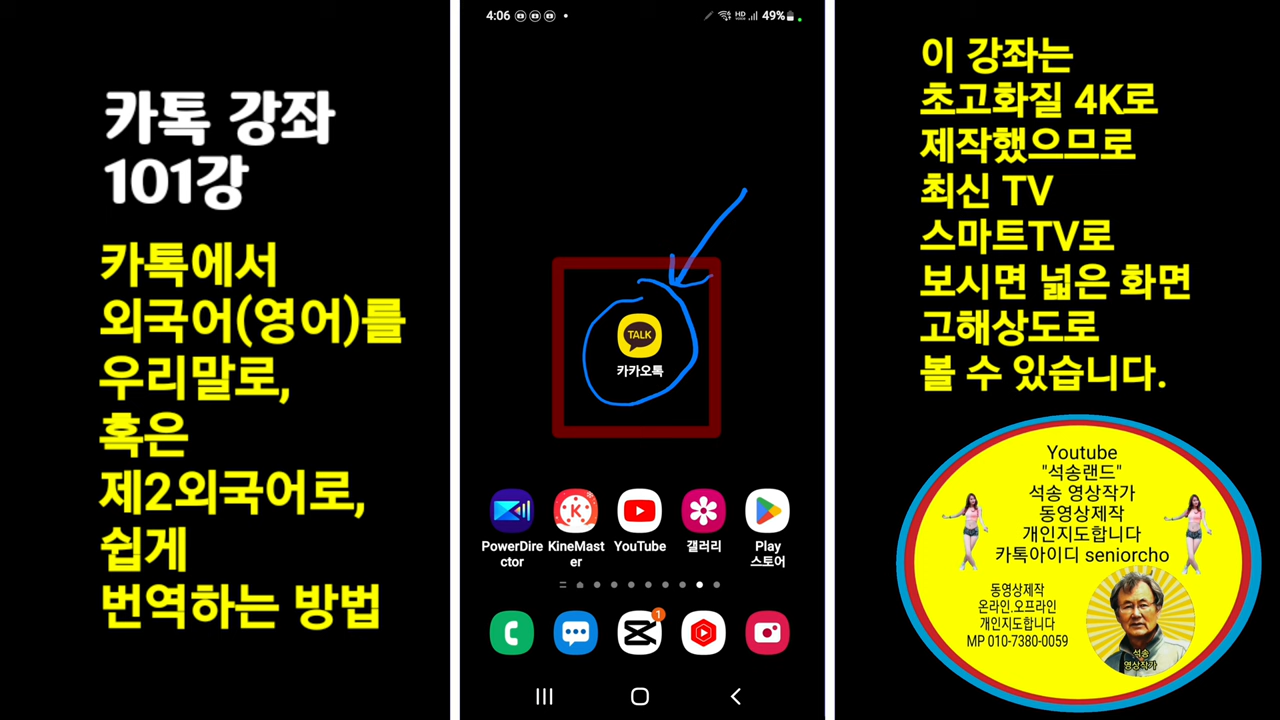 카톡 강좌
101강
카톡에서
외국어(영어)를
우리말로,
혹은
제2외국어로,
쉽게
번역하는 방법
4:06
HD
49%
TALK
카카오톡
PowerDire
ctor
KineMast
er
YouTube
갤러리
Play
스토어
1
이 강좌는
초고화질 4K로
제작했으므로
최신 TV
스마트TV로
보시면 넓은 화면
고해상도로
볼 수 있습니다.
Youtube
"석송랜드"
석송 영상작가
동영상제작
개인지도합니다
카톡아이디 seniorcho
동영상제작
온라인.오프라인
개인지도합니다
MP 010-7380-0059
석송
영상작가